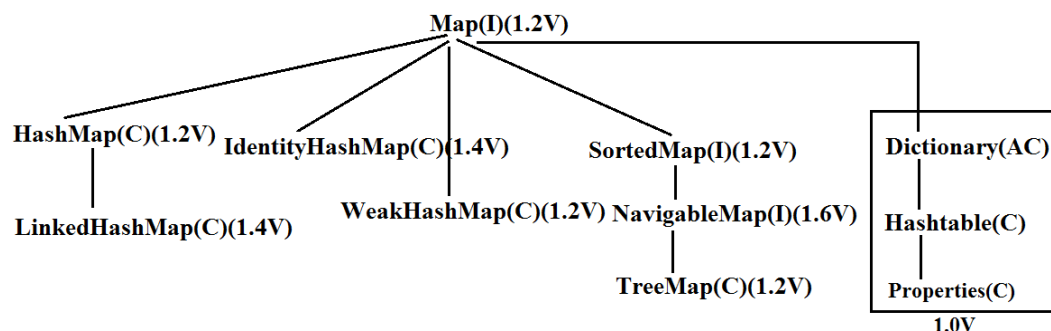 Map(I)(1.2V)
HashMap(C)(1.2V)
IdentityHashMap(C)(1.4V)
SortedMap(I)(1.2V)
Dictionary(AC)
LinkedHashMap(C)(1.4V)
WeakHashMap(C)(1.2V)
NavigableMap(I)(1.6V)
Hashtable(C)
TreeMap(C)(1.2V)
Properties(C)
1.0V